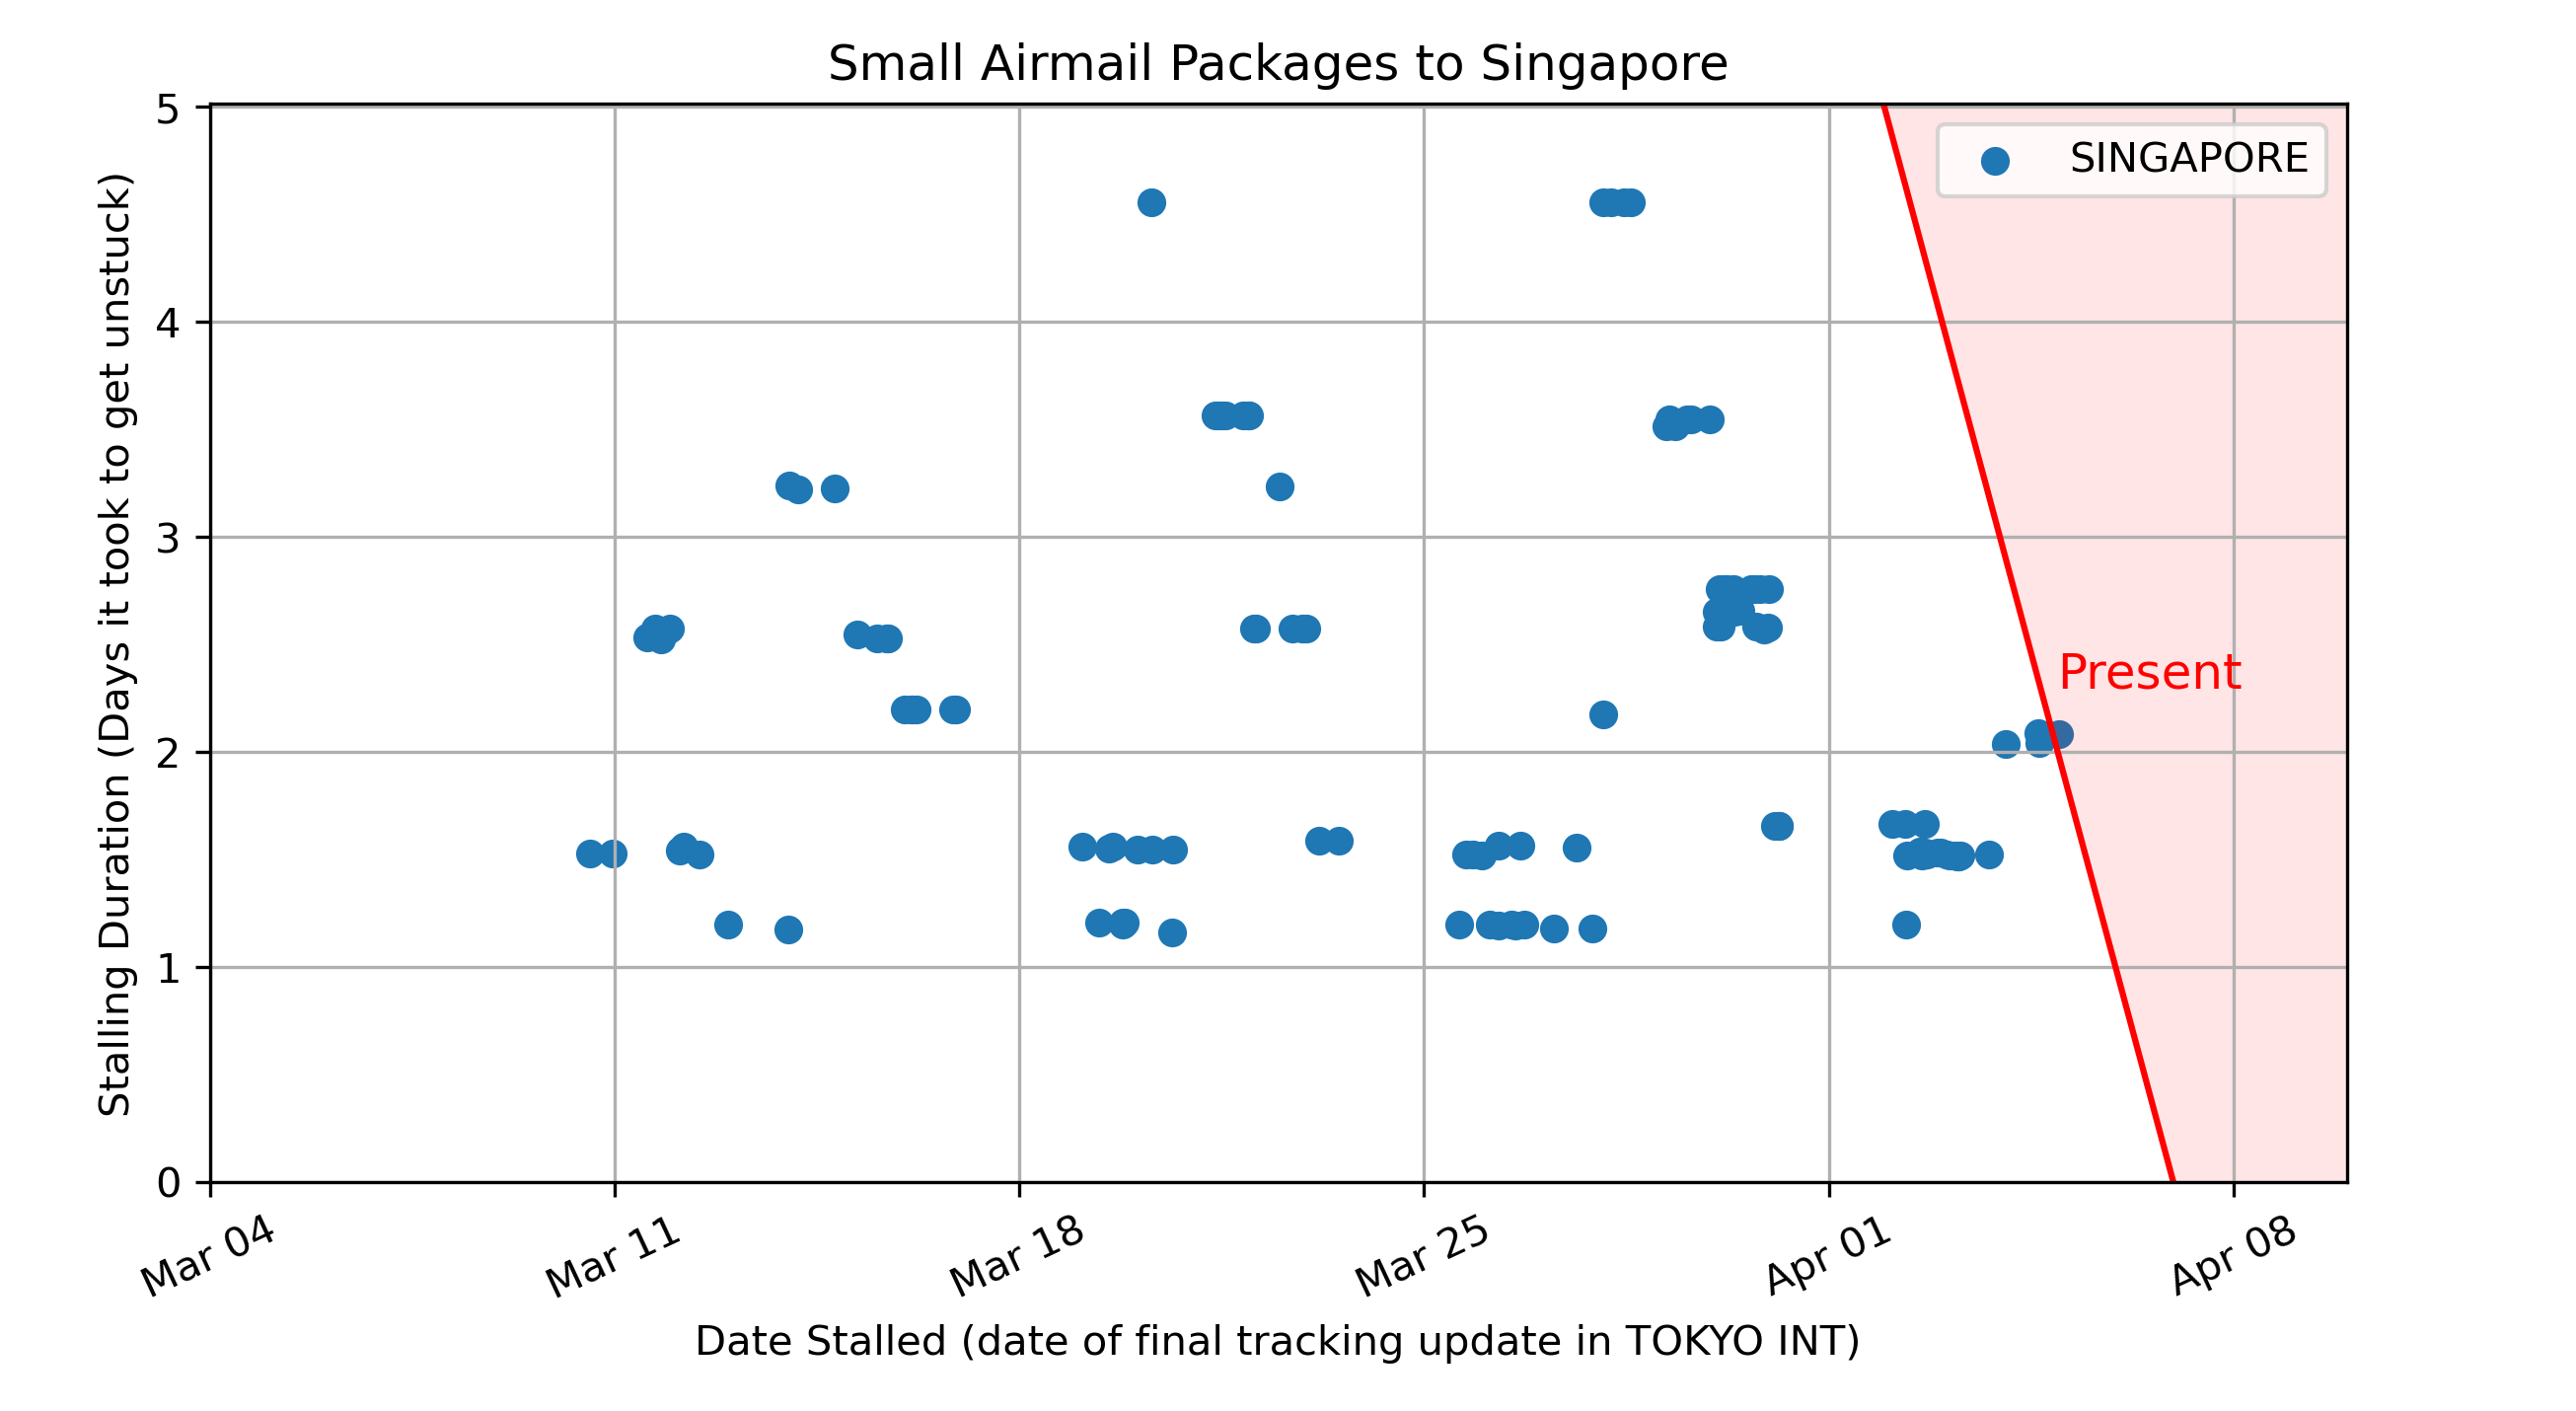 Small Airmail Packages to Singapore
SINGAPORE
Stalling Duration (Days it took to get unstuck)
5
4
3
2
1
0
Present
Mar 04
Mar 11
Mar 18
Mar 25
Apr 01
Apr 08
Date Stalled (date of final tracking update in TOKYO INT)